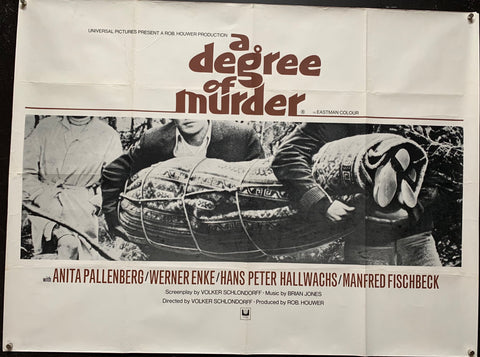 UNIVERSAL PICTURES PRESENT A ROB. HOUWER PRODUCTION
a
degree
of
murder
in EASTMAN COLOUR
with ANITA PALLENBERG/WERNER ENKE/HANS PETER HALLWACHS/MANFRED FISCHBECK
Screenplay by VOLKER SCHLONDORFF · Music by BRIAN JONES
Directed by VOLKER SCHLONDORFF · Produced by ROB. HOUWER